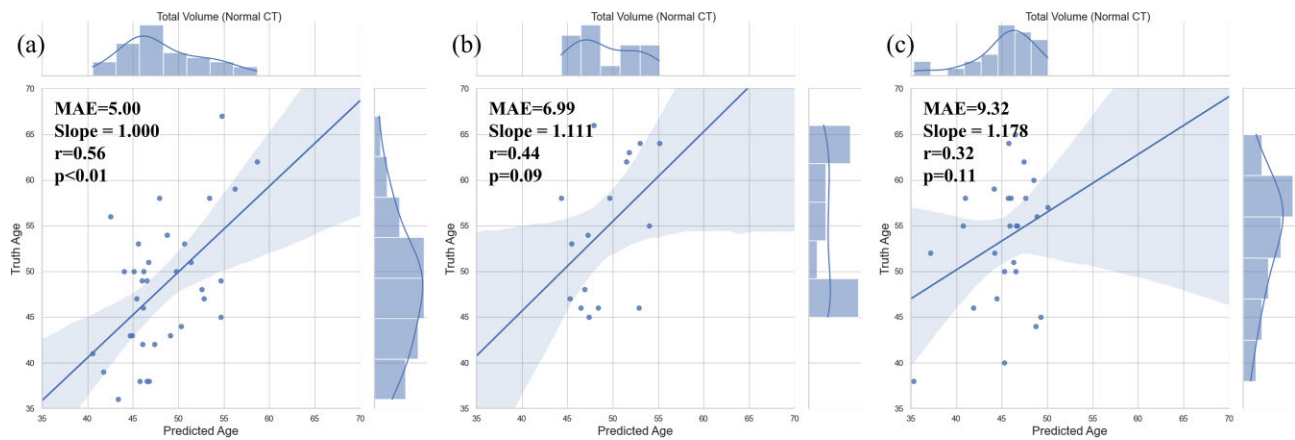 Total Volume (Normal CT)
(a)
MAE=5.00
Slope = 1.000
r=0.56
p<0.01
70
65
60
55
50
45
40
35
Truth Age
35 40 45 50 55 60 65 70
Predicted Age
Total Volume (Normal CT)
(b)
MAE=6.99
Slope = 1.111
r=0.44
p=0.09
70
65
60
55
50
45
40
35
Truth Age
35 40 45 50 55 60 65 70
Predicted Age
Total Volume (Normal CT)
(c)
MAE=9.32
Slope = 1.178
r=0.32
p=0.11
70
65
60
55
50
45
40
35
Truth Age
35 40 45 50 55 60 65 70
Predicted Age